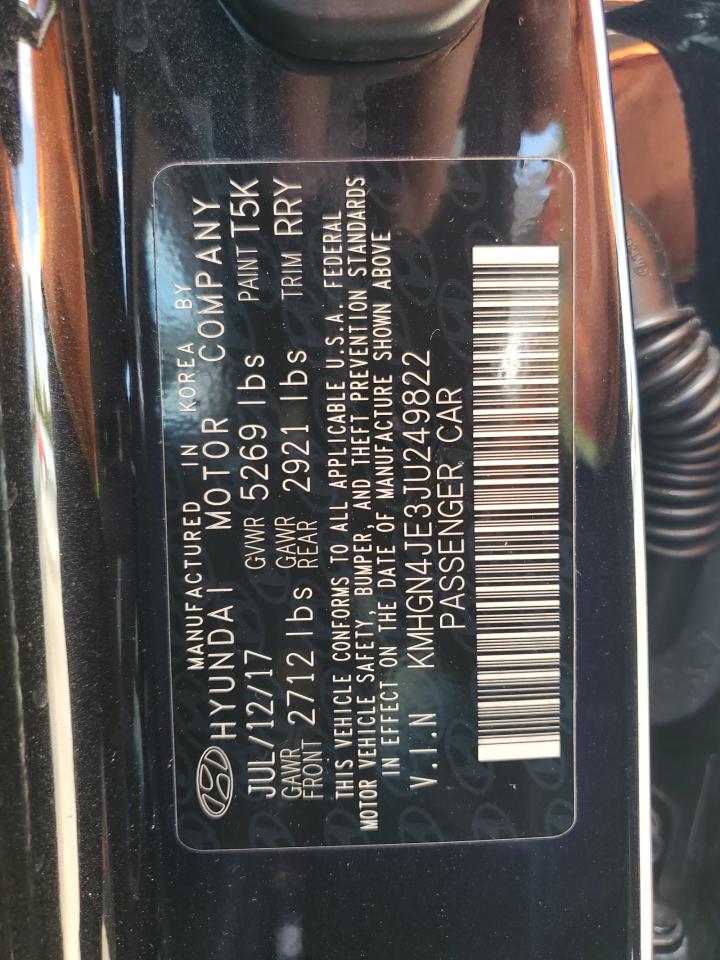 MANUFACTURED IN KOREA BY
HYUNDAI MOTOR COMPANY
JUL/12/17 GVWR 5269 lbs PAINT T5K
GAWR FRONT 2712 lbs GAWR REAR 2921 lbs TRIM RRY
THIS VEHICLE CONFORMS TO ALL APPLICABLE U.S.A. FEDERAL
MOTOR VEHICLE SAFETY, BUMPER, AND THEFT PREVENTION STANDARDS
IN EFFECT ON THE DATE OF MANUFACTURE SHOWN ABOVE
V.I.N KMHGN4JE3JU249822
PASSENGER CAR